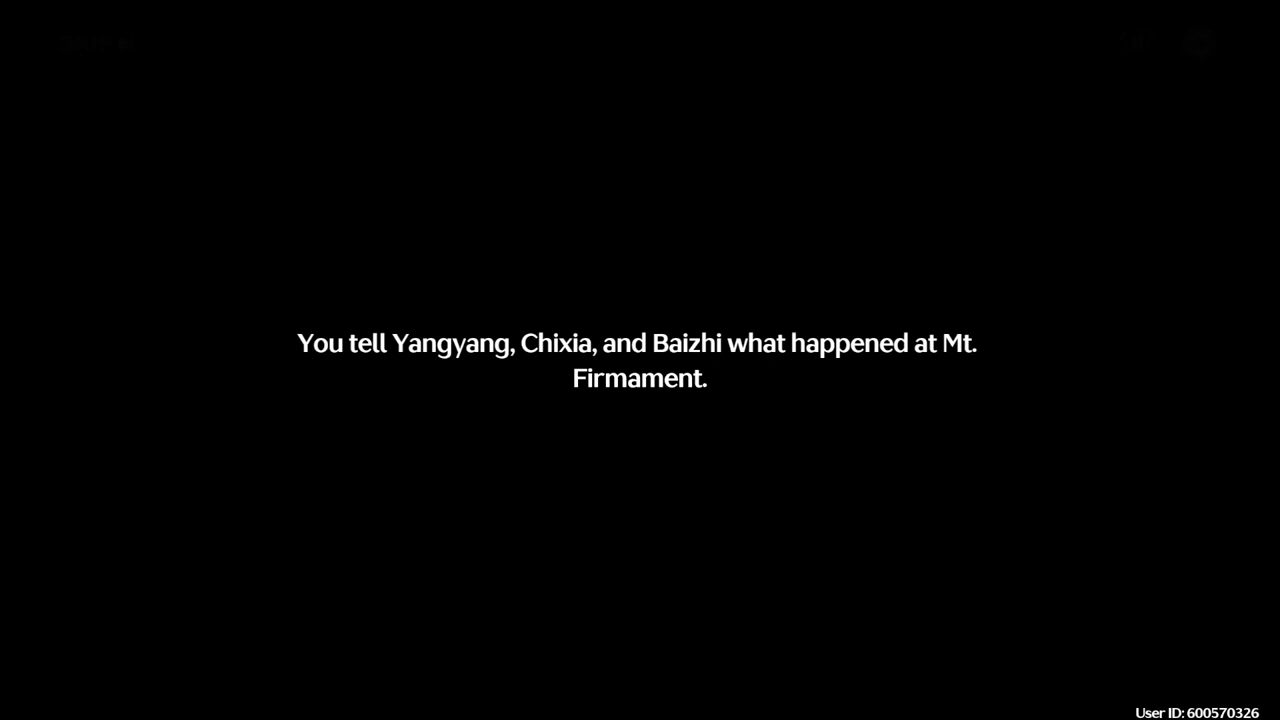 You tell Yangyang, Chixia, and Baizhi what happened at Mt.
Firmament.
User ID: 600570326